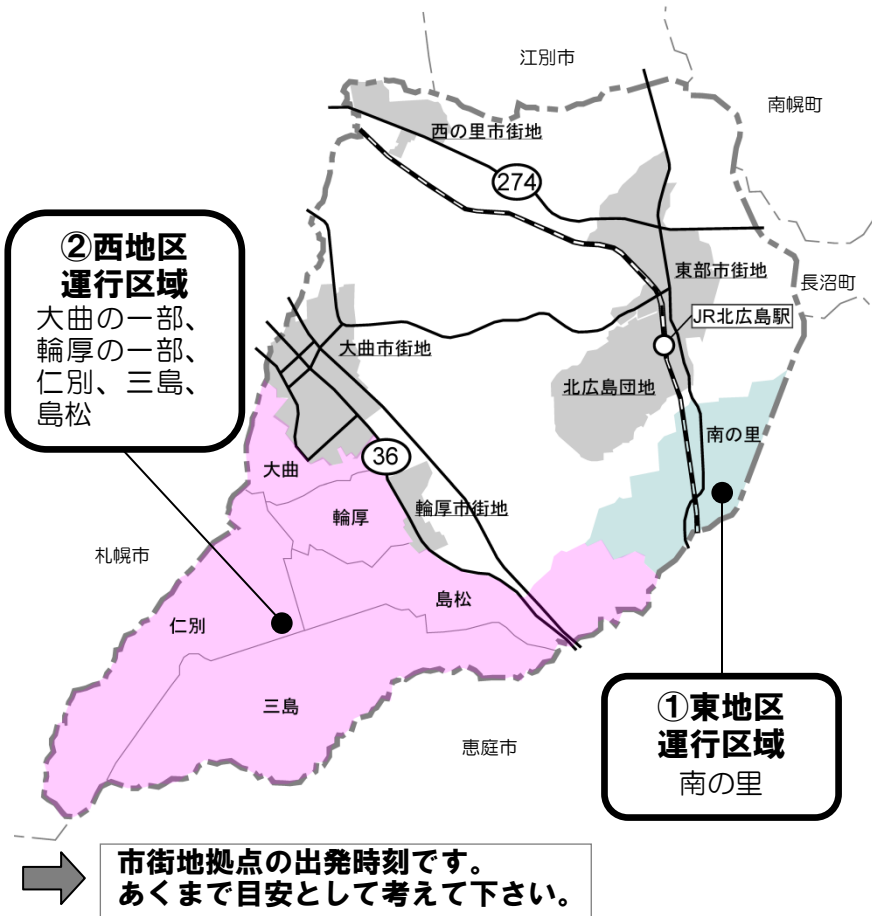 江別市
南幌町
西の里市街地
274
②西地区
運行区域
大曲の一部、
輪厚の一部、
仁別、三島、
島松
東部市街地
長沼町
JR北広島駅
大曲市街地
北広島団地
南の里
大曲
36
輪厚市街地
輪厚
札幌市
島松
仁別
三島
①東地区
運行区域
南の里
恵庭市
市街地拠点の出発時刻です。
あくまで目安として考えて下さい。